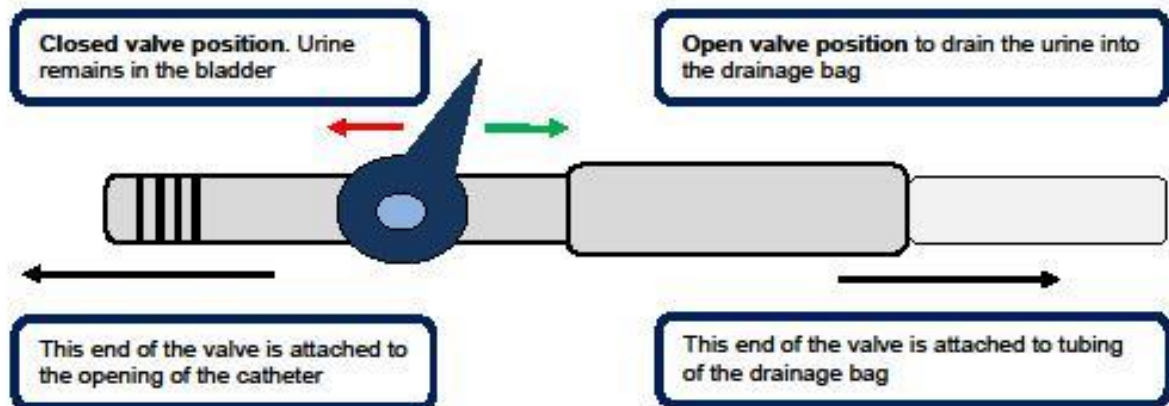 Closed valve position. Urine
remains in the bladder
Open valve position to drain the urine into
the drainage bag
This end of the valve is attached to
the opening of the catheter
This end of the valve is attached to tubing
of the drainage bag